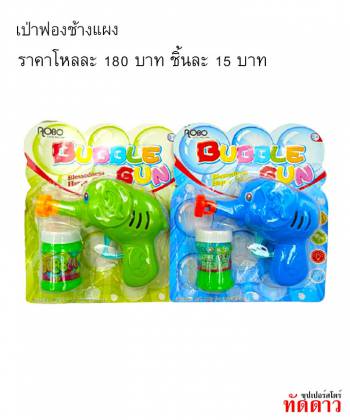 เป่าฟองช้างแผง
ราคาโหลละ 180 บาท ชิ้นละ 15 บาท
ROBO
BUBBLE
GUN
ROBO
BUBBLE
GUN
ซุปเปอร์สโตร์
ทัดดาว